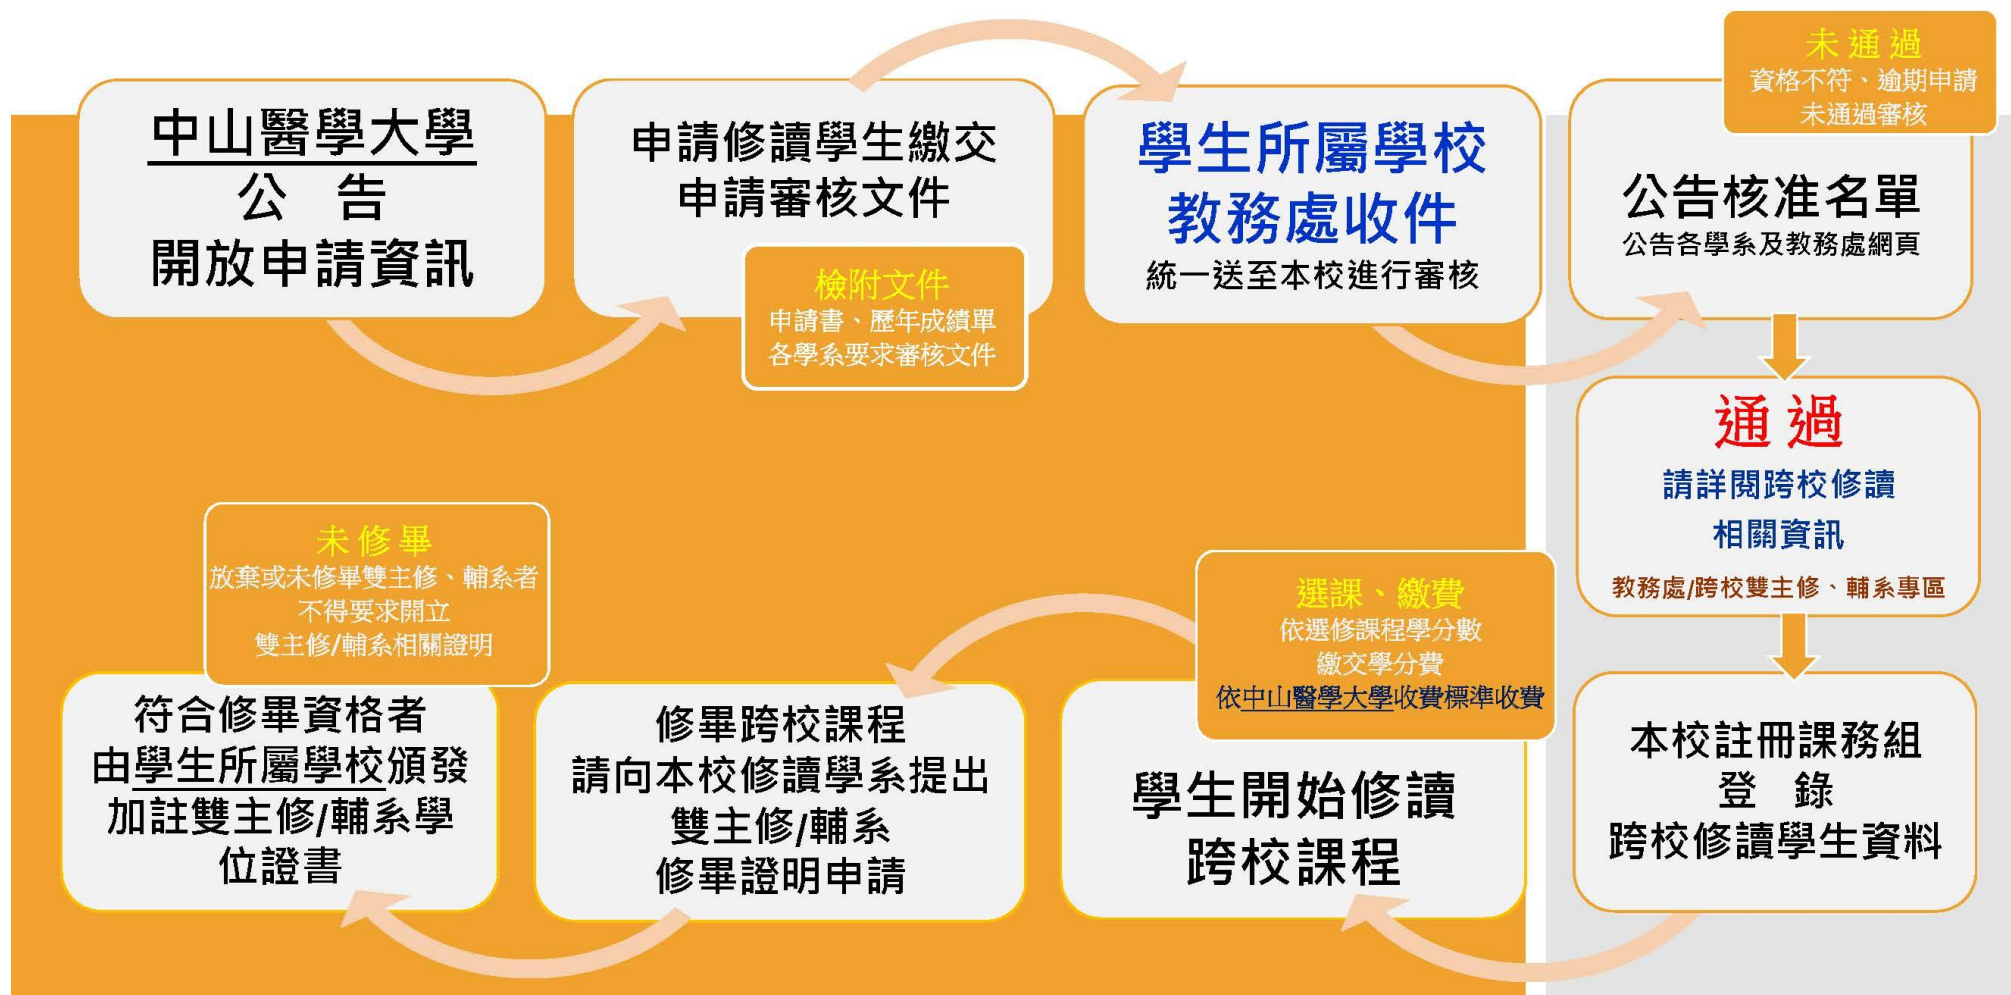 中山醫學大學
公 告
開放申請資訊
申請修讀學生繳交
申請審核文件
檢附文件
申請書、歷年成績單
各學系要求審核文件
學生所屬學校
教務處收件
統一送至本校進行審核
未通過
資格不符、逾期申請
未通過審核
公告核准名單
公告各學系及教務處網頁
通過
請詳閱跨校修讀
相關資訊
教務處/跨校雙主修、輔系專區
本校註冊課務組
登 錄
跨校修讀學生資料
選課、繳費
依選修課程學分數
繳交學分費
依中山醫學大學收費標準收費
學生開始修讀
跨校課程
修畢跨校課程
請向本校修讀學系提出
雙主修/輔系
修畢證明申請
未修畢
放棄或未修畢雙主修、輔系者
不得要求開立
雙主修/輔系相關證明
符合修畢資格者
由學生所屬學校頒發
加註雙主修/輔系學
位證書